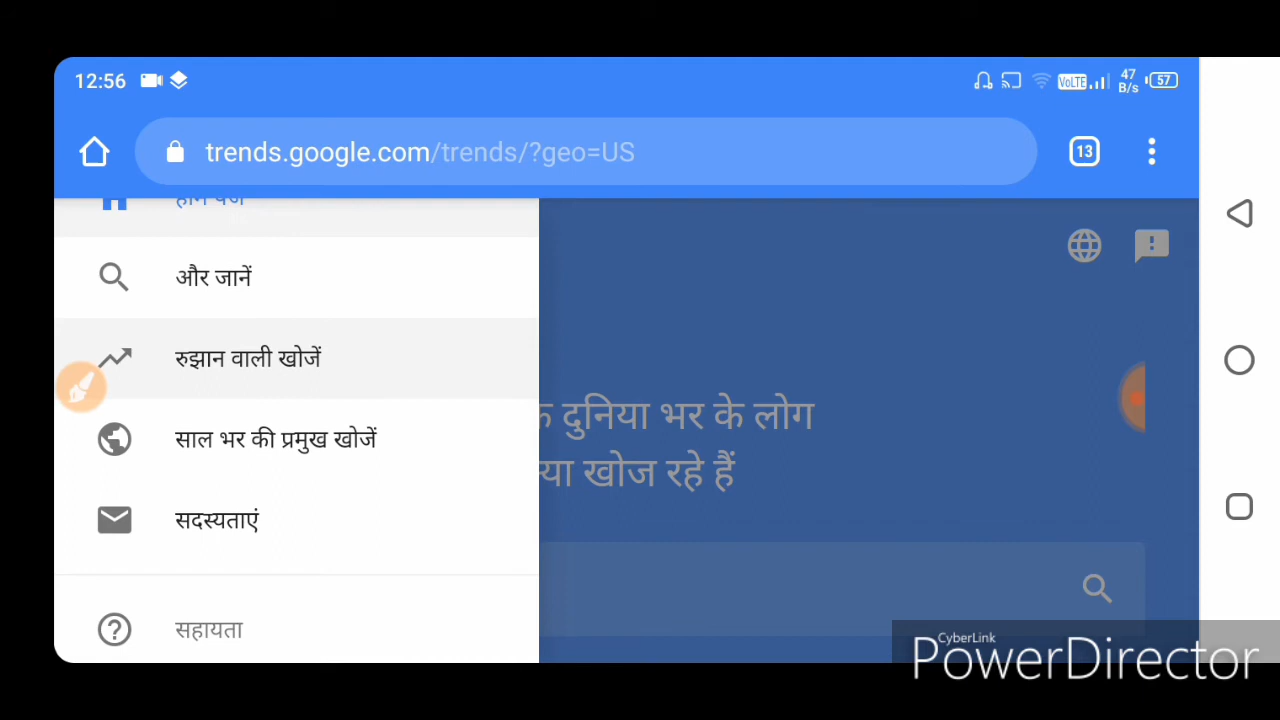 12:56
VoLTE
47
B/s
57
trends.google.com/trends/?geo=US
13
होम पेज
और जानें
रुझान वाली खोजें
दुनिया भर के लोग
साल भर की प्रमुख खोजें
या खोज रहे हैं
सदस्यताएं
सहायता
CyberLink
PowerDirector